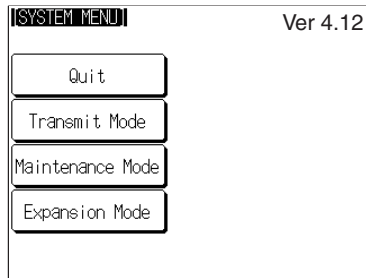 [SYSTEM MENU]
Ver 4.12
Quit
Transmit Mode
Maintenance Mode
Expansion Mode